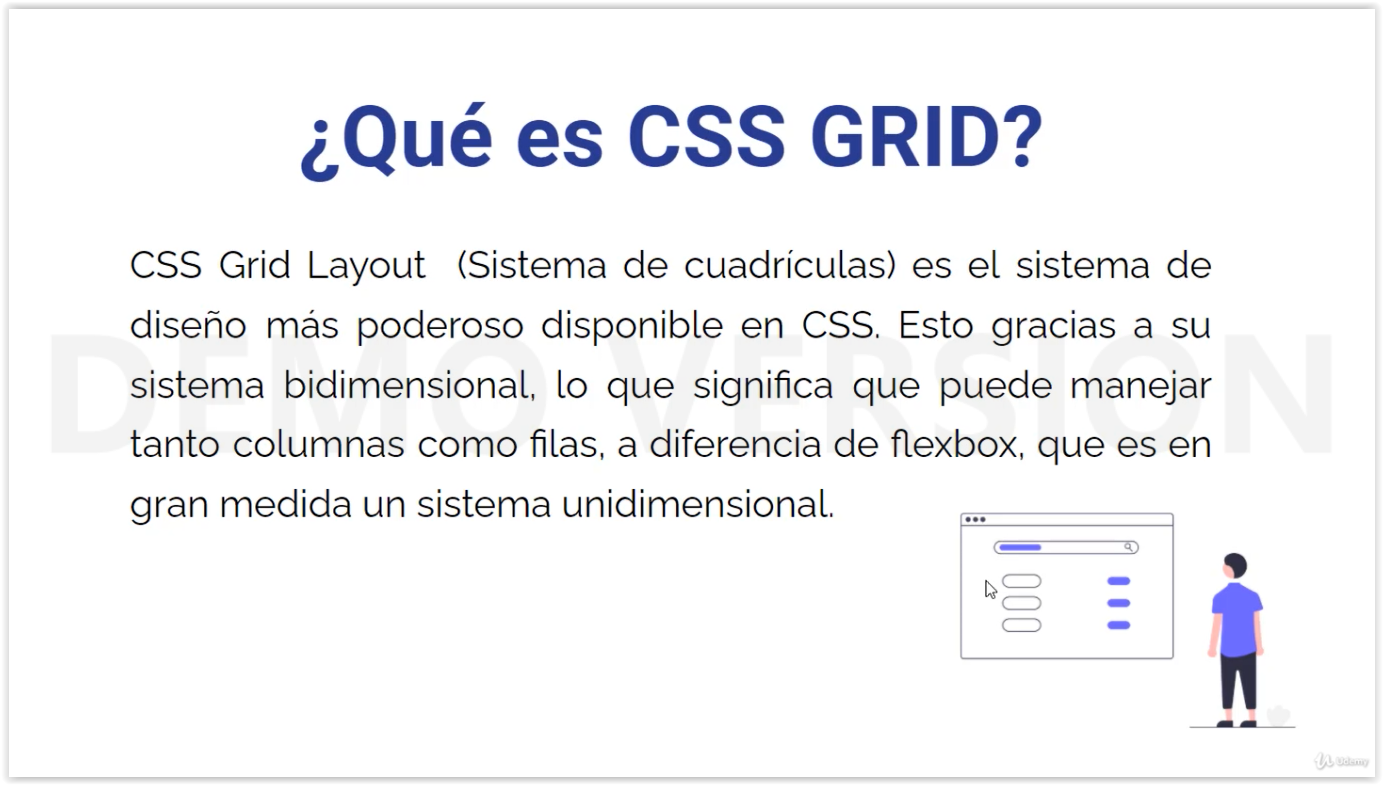 ¿Qué es CSS GRID?
CSS Grid Layout (Sistema de cuadrículas) es el sistema de
diseño más poderoso disponible en CSS. Esto gracias a su
sistema bidimensional, lo que significa que puede manejar
tanto columnas como filas, a diferencia de flexbox, que es en
gran medida un sistema unidimensional.
DEMO VERSION
Udemy